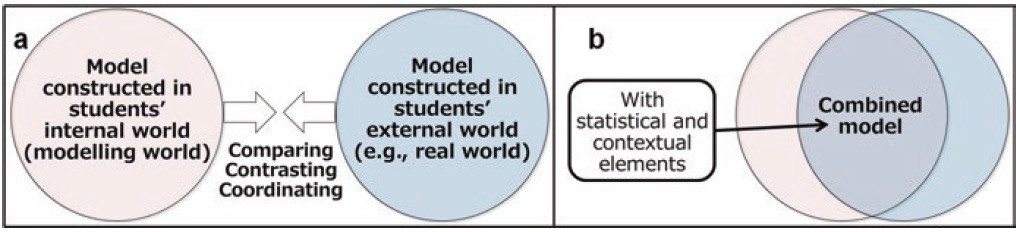 a
Model
constructed in
students’
internal world
(modelling world)
Comparing
Contrasting
Coordinating
Model
constructed in
students’
external world
(e.g., real world)
b
With
statistical and
contextual
elements
Combined
model